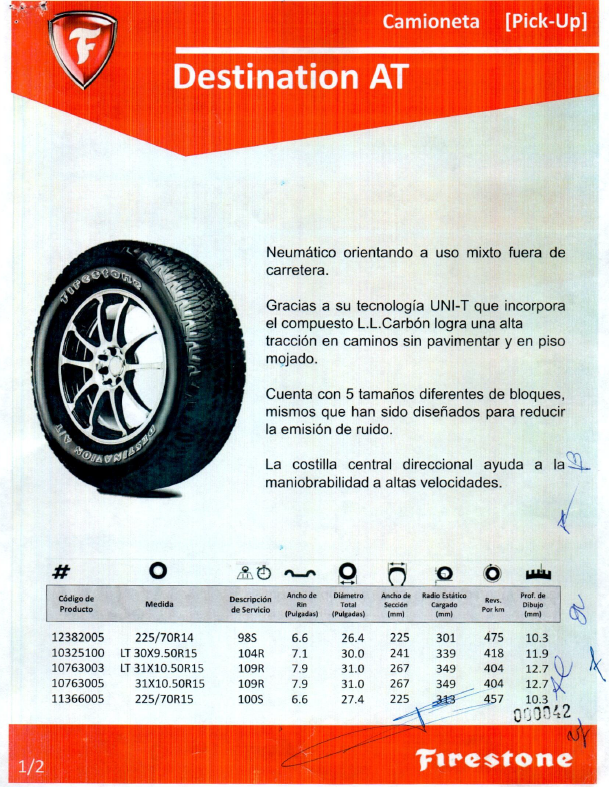 Camioneta [Pick-Up]
Destination AT
Firestone
DESTINATION A/T
Neumático orientando a uso mixto fuera de
carretera.
Gracias a su tecnología UNI-T que incorpora
el compuesto L.L.Carbón logra una alta
tracción en caminos sin pavimentar y en piso
mojado.
Cuenta con 5 tamaños diferentes de bloques,
mismos que han sido diseñados para reducir
la emisión de ruido.
La costilla central direccional ayuda a la
maniobrabilidad a altas velocidades.
# 
Código de Producto Medida Descripción de Servicio Ancho de Rin (Pulgadas) Diámetro Total (Pulgadas) Ancho de Sección (mm) Radio Estático Cargado (mm) Revs. Por km Prof. de Dibujo (mm)
12382005 225/70R14 98S 6.6 26.4 225 301 475 10.3
10325100 LT 30X9.50R15 104R 7.1 30.0 241 339 418 11.9
10763003 LT 31X10.50R15 109R 7.9 31.0 267 349 404 12.7
10763005 31X10.50R15 109R 7.9 31.0 267 349 404 12.7
11366005 225/70R15 100S 6.6 27.4 225 313 457 10.3
000042
1/2
Firestone